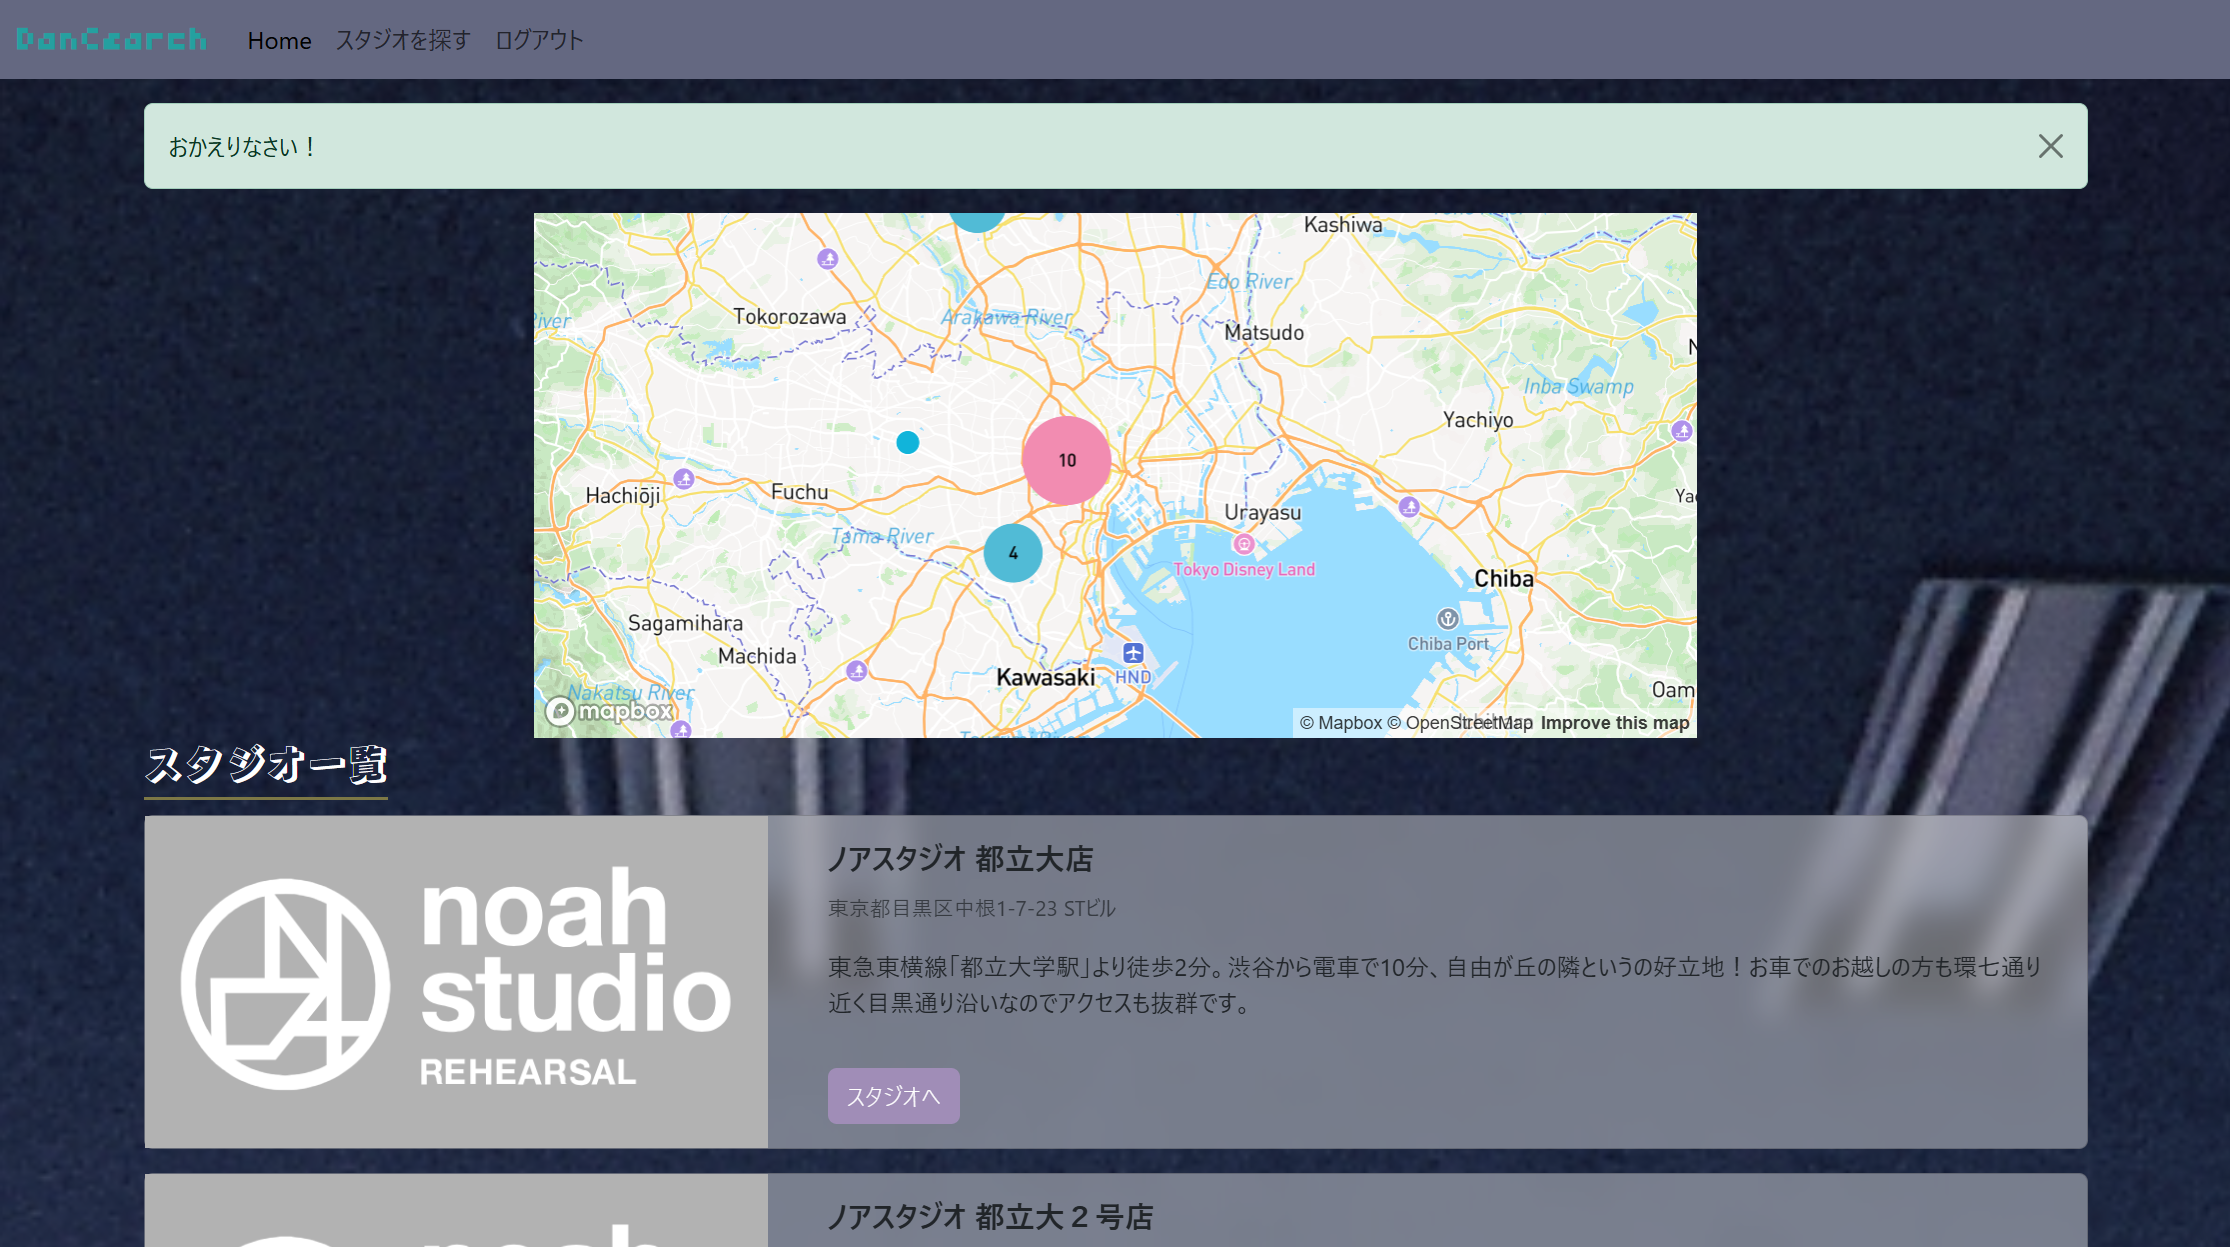 DanCearch Home スタジオを探す ログアウト
おかえりなさい！
Kashiwa
Edo River
Tokorozawa
Arakawa River
River
Matsudo
Inba Swamp
Yachiyo
10
Hachiōji
Fuchu
Urayasu
Tama River
4
Tokyo Disney Land
Chiba
Sagamihara
Chiba Port
Machida
Kawasaki
HND
Nakatsu River
mapbox
© Mapbox © OpenStreetMap Improve this map
スタジオ一覧
noah
studio
REHEARSAL
ノアスタジオ 都立大店
東京都目黒区中根1-7-23 STビル
東急東横線「都立大学駅」より徒歩2分。渋谷から電車で10分、自由が丘の隣というの好立地！お車でのお越しの方も環七通り
近く目黒通り沿いなのでアクセスも抜群です。
スタジオへ
ノアスタジオ 都立大２号店